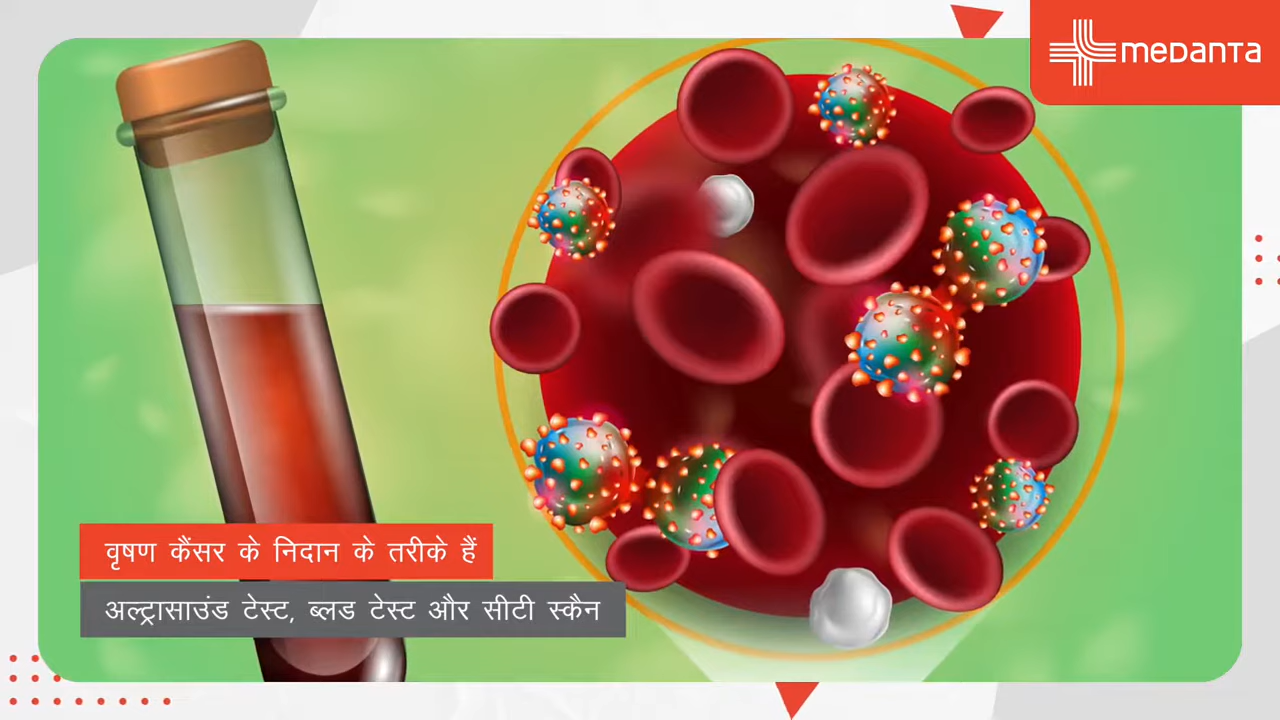 medanta
वृषण कैंसर के निदान के तरीके हैं
अल्ट्रासाउंड टेस्ट, ब्लड टेस्ट और सीटी स्कैन